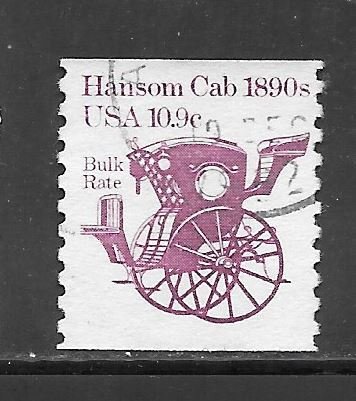 Hansom Cab 1890s
USA 10.9c
Bulk
Rate